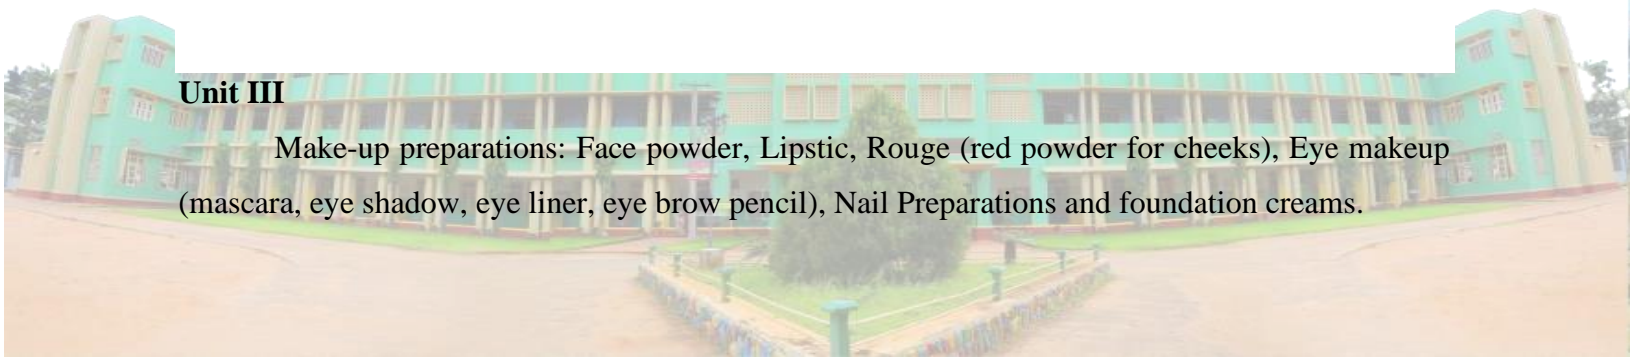 Unit III
Make-up preparations: Face powder, Lipstic, Rouge (red powder for cheeks), Eye makeup
(mascara, eye shadow, eye liner, eye brow pencil), Nail Preparations and foundation creams.